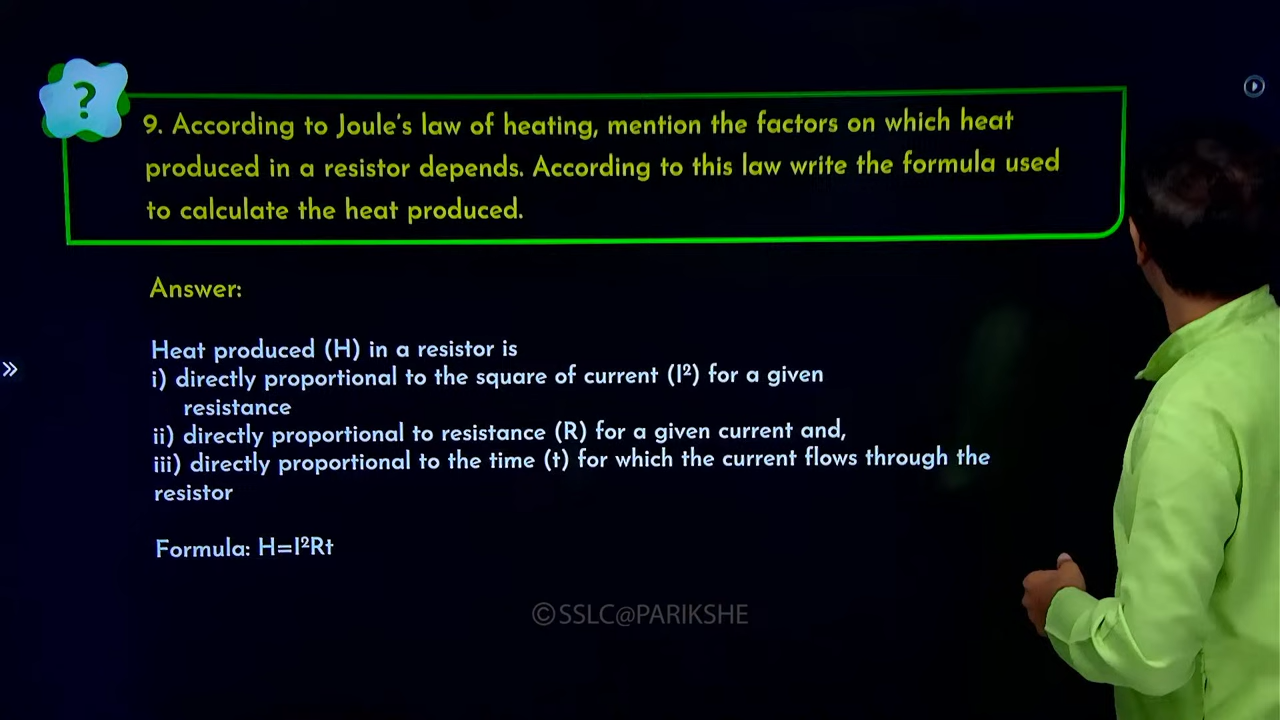 ?
9. According to Joule's law of heating, mention the factors on which heat
produced in a resistor depends. According to this law write the formula used
to calculate the heat produced.
Answer:
Heat produced (H) in a resistor is
i) directly proportional to the square of current (I²) for a given
resistance
ii) directly proportional to resistance (R) for a given current and,
iii) directly proportional to the time (t) for which the current flows through the
resistor
Formula: H=I²Rt
©SSLC@PARIKSHE